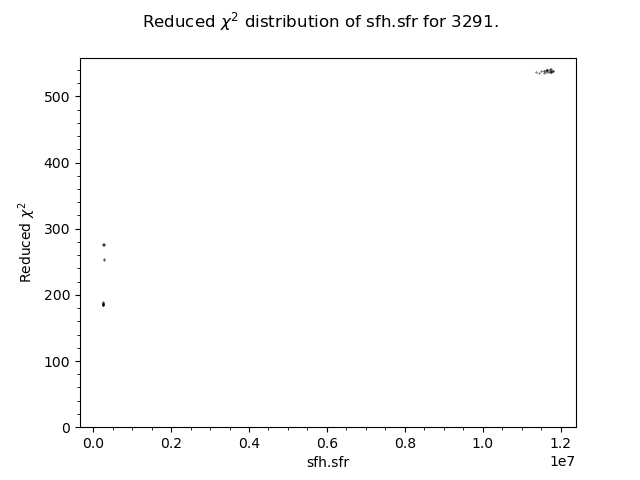 Reduced χ² distribution of sfh.sfr for 3291.
500
400
300
200
100
0
Reduced χ²
0.0 0.2 0.4 0.6 0.8 1.0 1.2
1e7
sfh.sfr